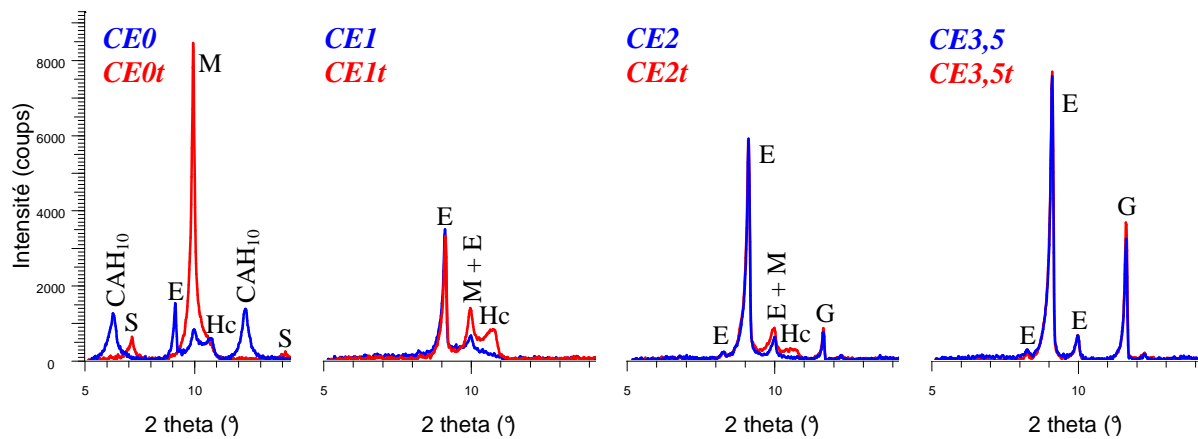 CE0
CE0t
CE1
CE1t
CE2
CE2t
CE3,5
CE3,5t
Intensité (coups)
8000
6000
4000
2000
0
CAH10
S
E
M
Hc
CAH10
S
E
M + E
Hc
E
E
E + M
Hc
G
E
E
E
G
5
10
5
10
5
10
5
10
2 theta (°)
2 theta (°)
2 theta (°)
2 theta (°)